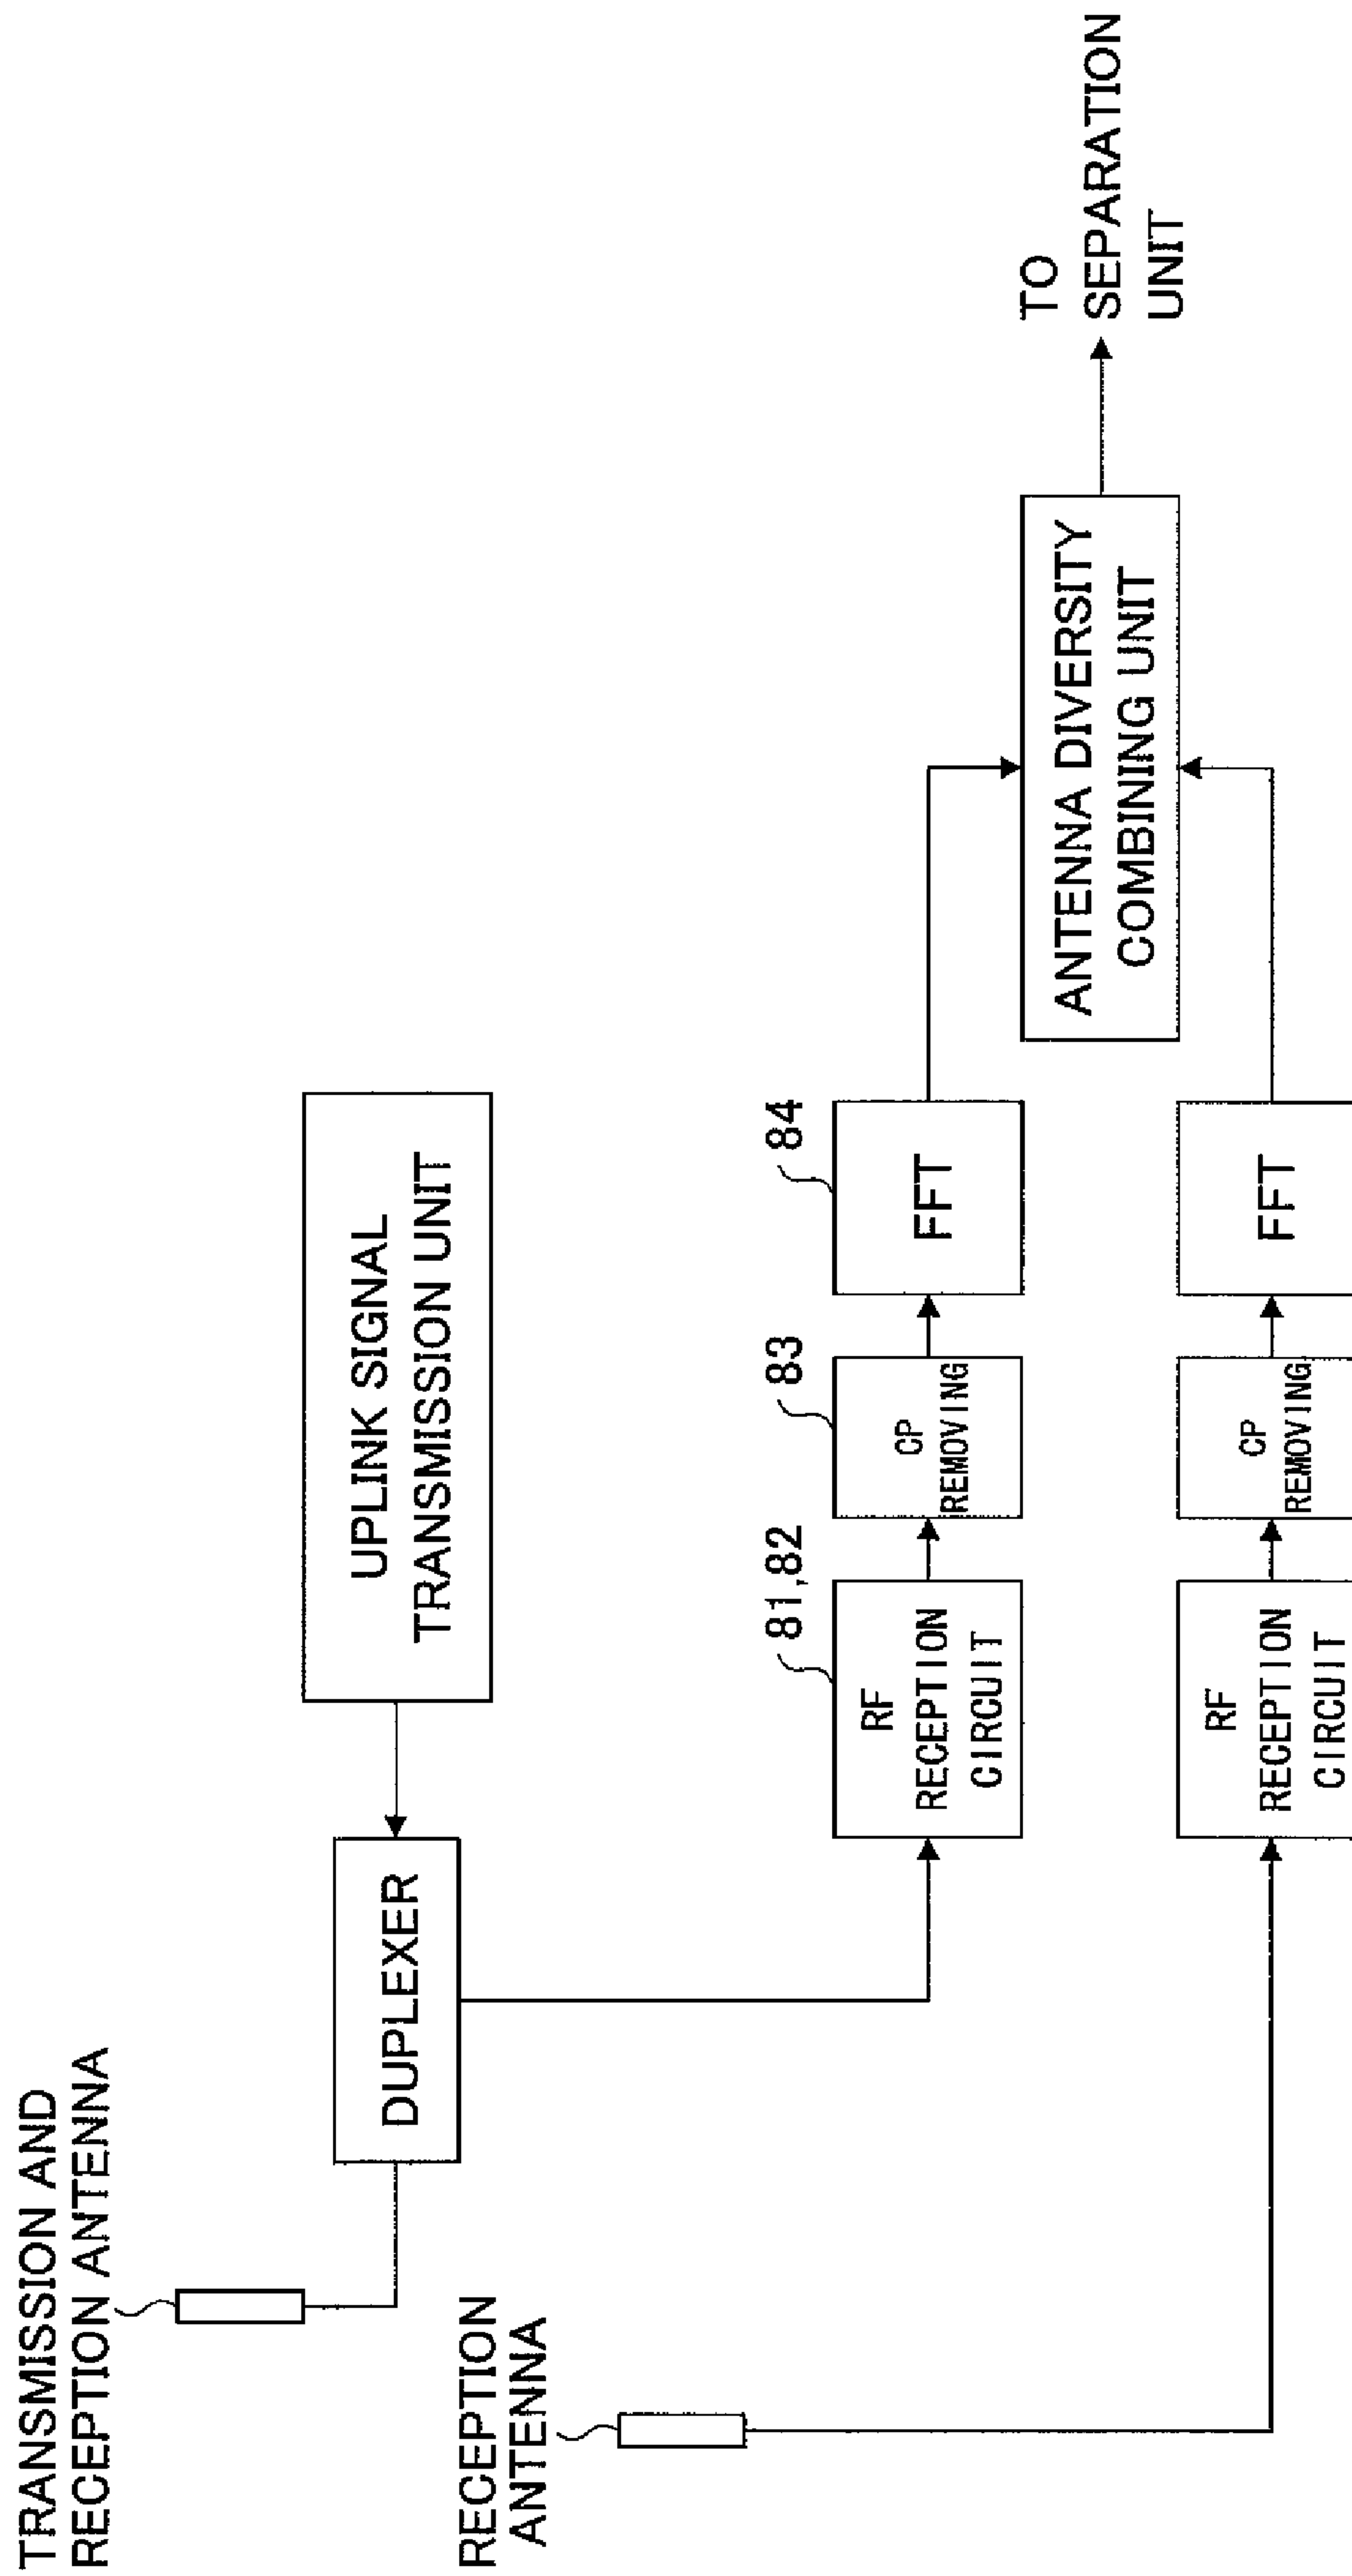 TRANSMISSION AND
RECEPTION ANTENNA
DUPLEXER
UPLINK SIGNAL
TRANSMISSION UNIT
RECEPTION
ANTENNA
81,82
RF
RECEPTION
CIRCUIT
83
CP
REMOVING
84
FFT
RF
RECEPTION
CIRCUIT
CP
REMOVING
FFT
ANTENNA DIVERSITY
COMBINING UNIT
TO
SEPARATION
UNIT